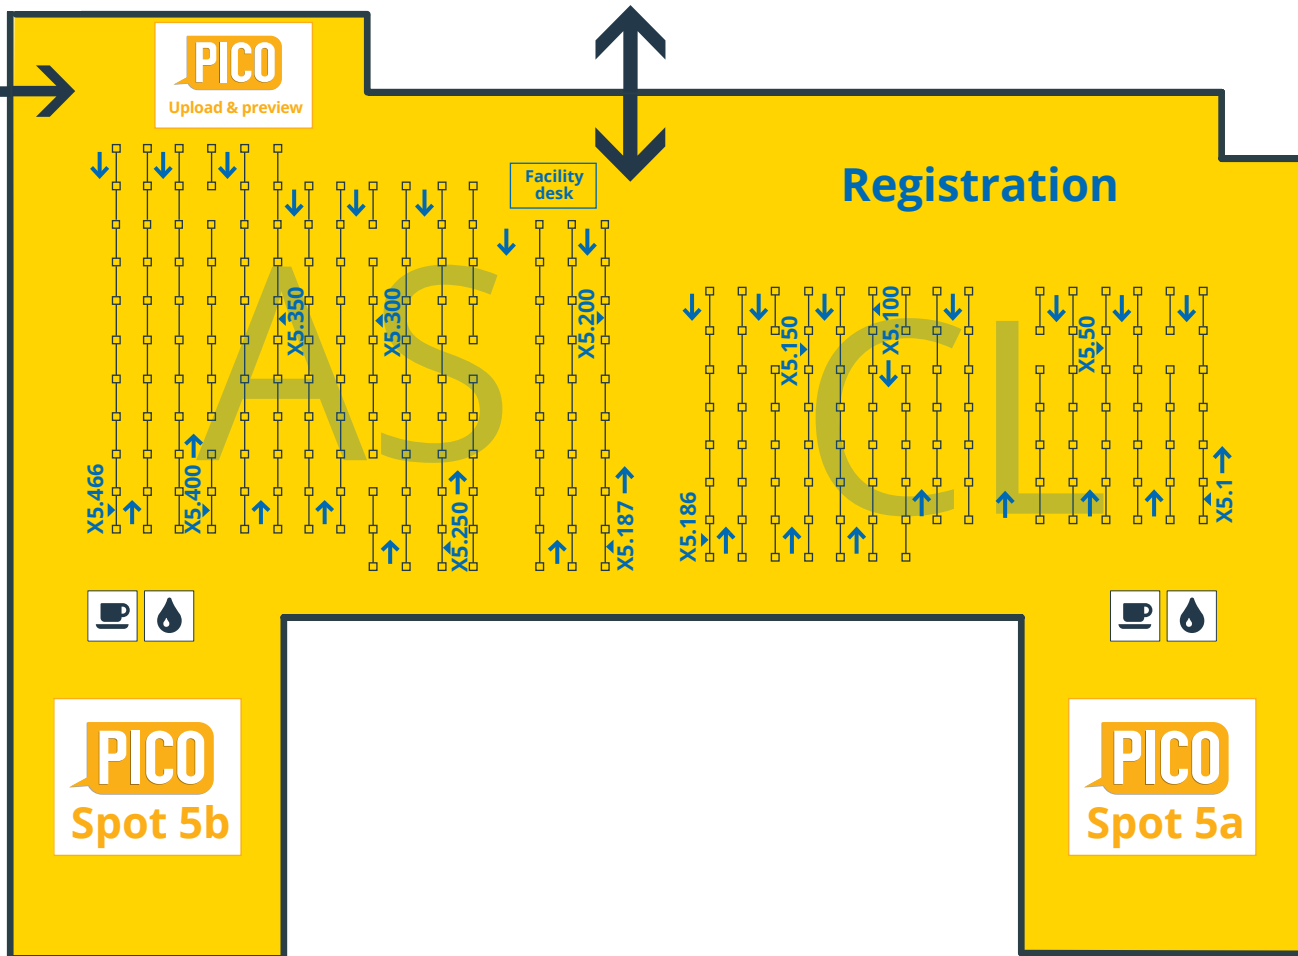 PICO
Upload & preview
Facility
desk
Registration
AS
CL
X5.466
X5.400
X5.350
X5.300
X5.250
X5.200
X5.187
X5.186
X5.150
X5.100
X5.50
X5.1
PICO
Spot 5b
PICO
Spot 5a